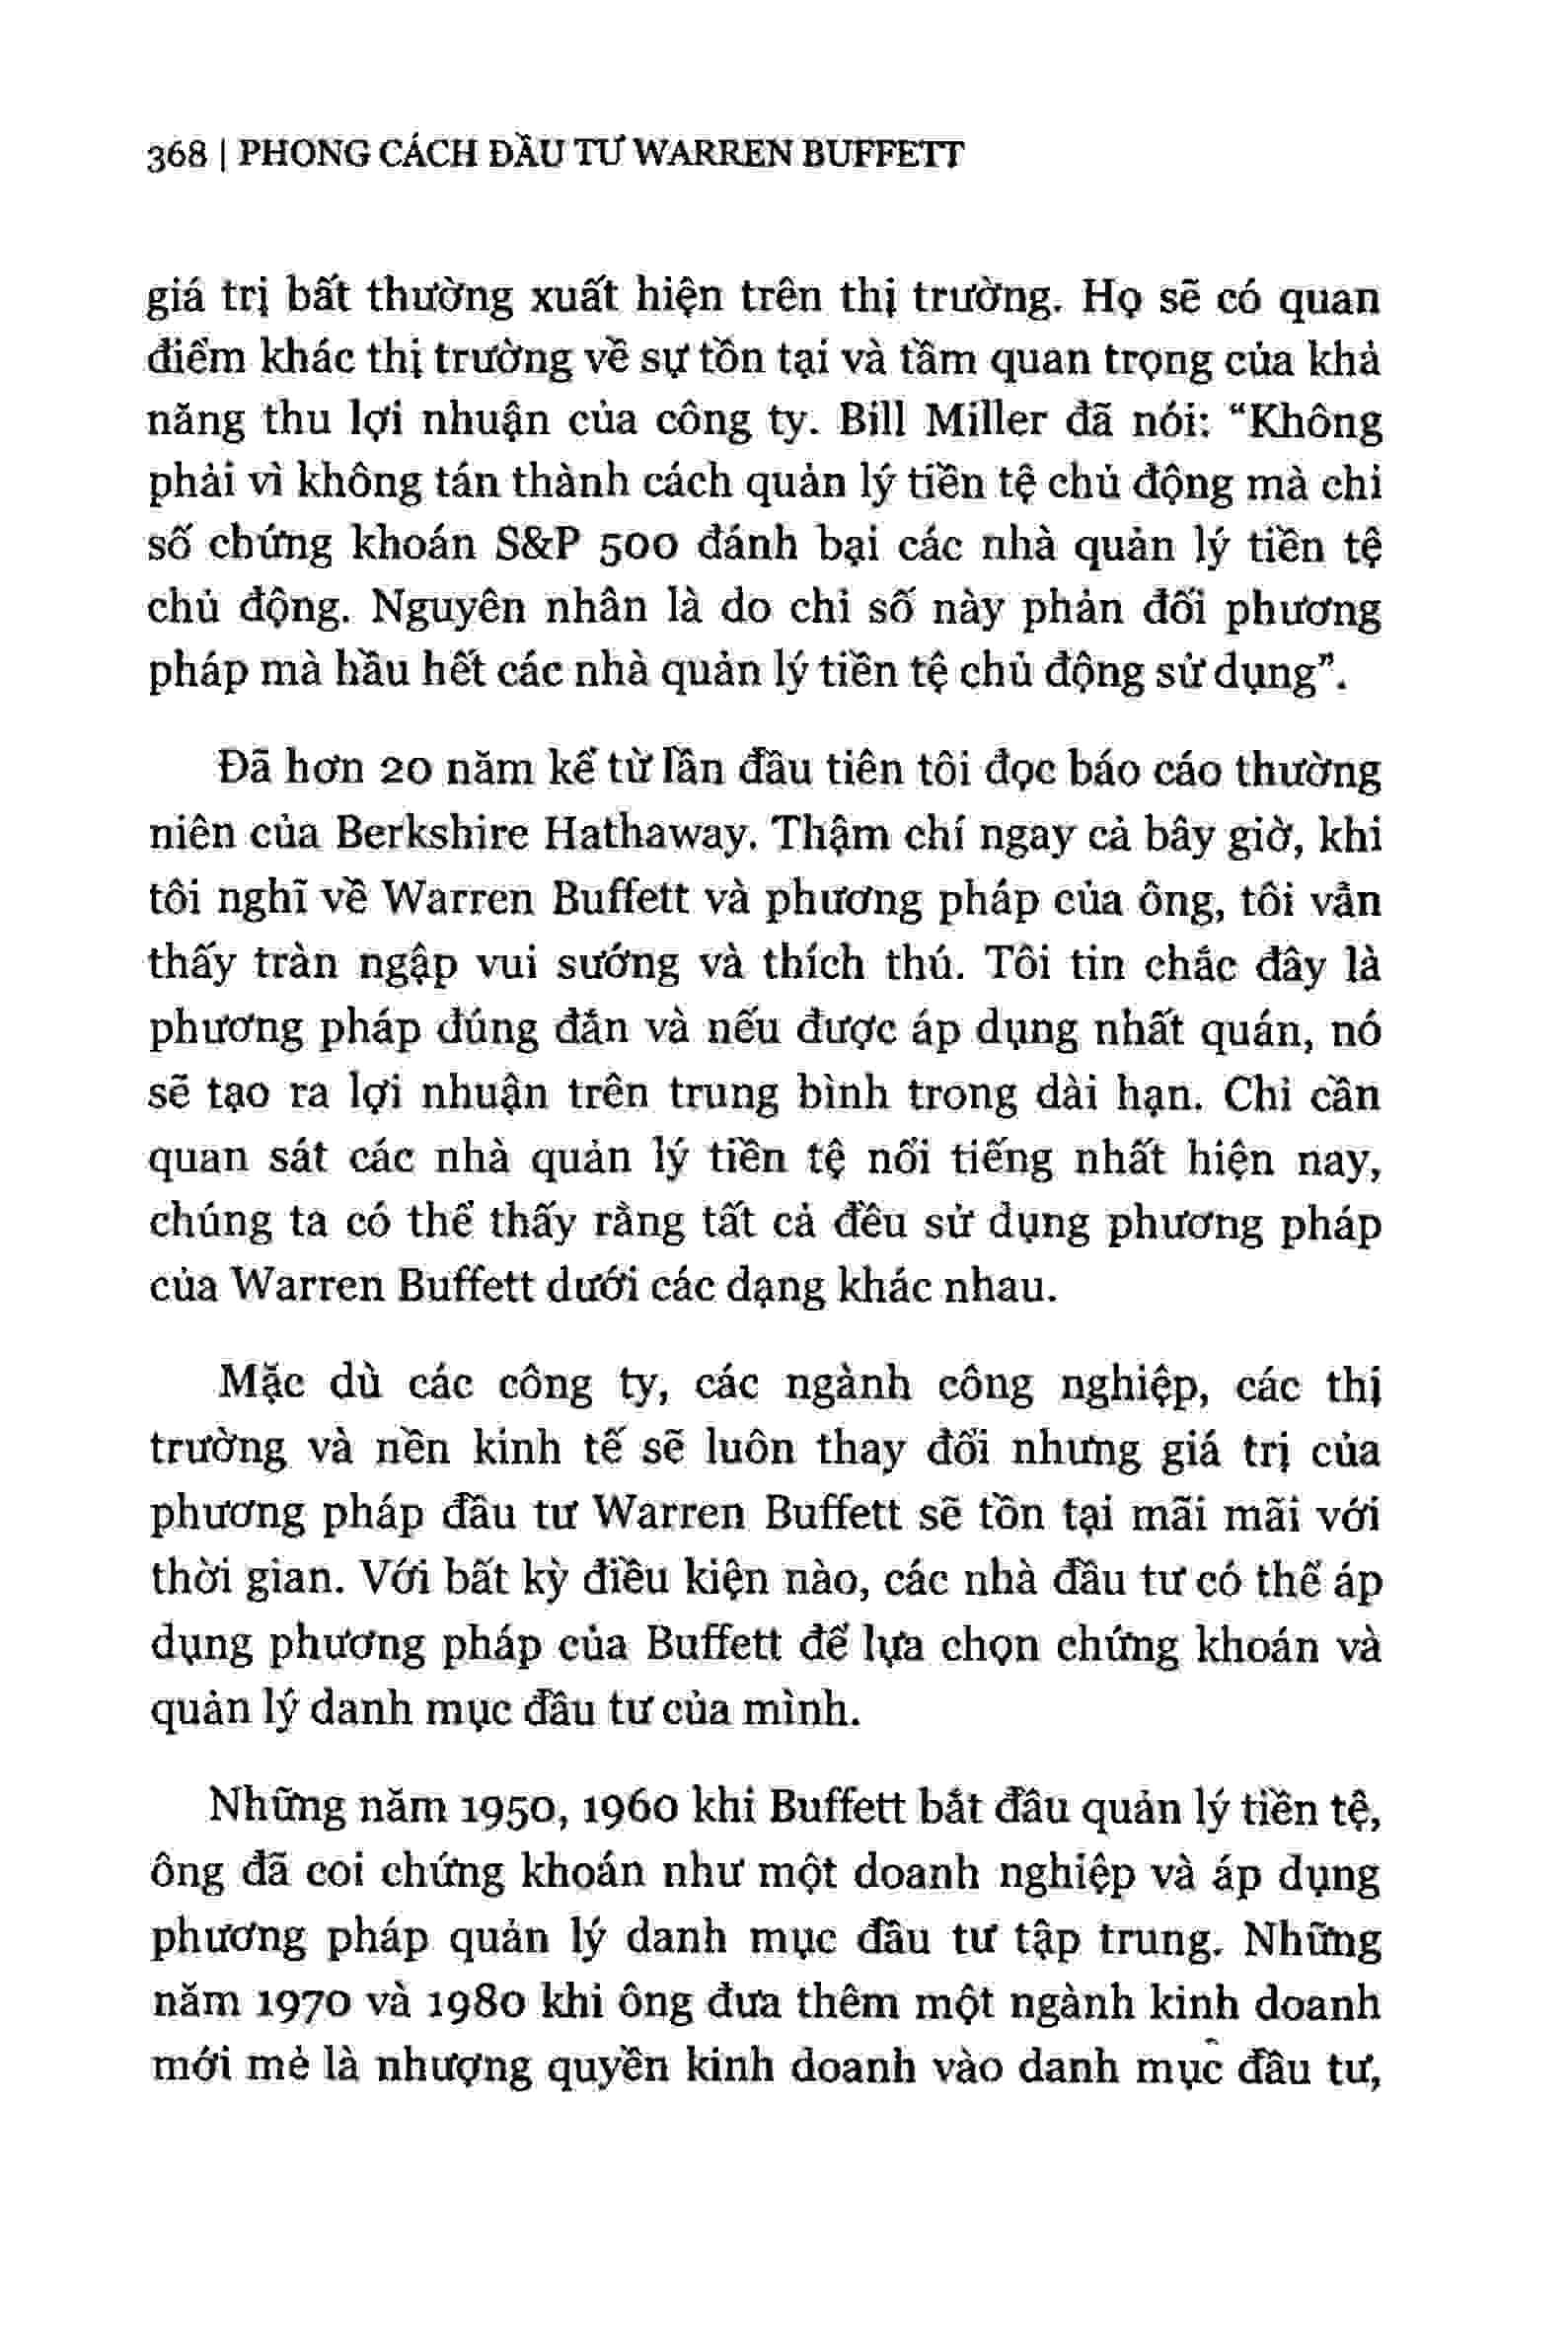 368 | PHONG CÁCH ĐẦU TƯ WARREN BUFFETT
giá trị bất thường xuất hiện trên thị trường. Họ sẽ có quan
điểm khác thị trường về sự tồn tại và tầm quan trọng của khả
năng thu lợi nhuận của công ty. Bill Miller đã nói: “Không
phải vì không tán thành cách quản lý tiền tệ chủ động mà chỉ
số chứng khoán S&P 500 đánh bại các nhà quản lý tiền tệ
chủ động. Nguyên nhân là do chỉ số này phản đối phương
pháp mà hầu hết các nhà quản lý tiền tệ chủ động sử dụng”.
Đã hơn 20 năm kể từ lần đầu tiên tôi đọc báo cáo thường
niên của Berkshire Hathaway. Thậm chí ngay cả bây giờ, khi
tôi nghĩ về Warren Buffett và phương pháp của ông, tôi vẫn
thấy tràn ngập vui sướng và thích thú. Tôi tin chắc đây là
phương pháp đúng đắn và nếu được áp dụng nhất quán, nó
sẽ tạo ra lợi nhuận trên trung bình trong dài hạn. Chỉ cần
quan sát các nhà quản lý tiền tệ nổi tiếng nhất hiện nay,
chúng ta có thể thấy rằng tất cả đều sử dụng phương pháp
của Warren Buffett dưới các dạng khác nhau.
Mặc dù các công ty, các ngành công nghiệp, các thị
trường và nền kinh tế sẽ luôn thay đổi nhưng giá trị của
phương pháp đầu tư Warren Buffett sẽ tồn tại mãi mãi với
thời gian. Với bất kỳ điều kiện nào, các nhà đầu tư có thể áp
dụng phương pháp của Buffett để lựa chọn chứng khoán và
quản lý danh mục đầu tư của mình.
Những năm 1950, 1960 khi Buffett bắt đầu quản lý tiền tệ,
ông đã coi chứng khoán như một doanh nghiệp và áp dụng
phương pháp quản lý danh mục đầu tư tập trung. Những
năm 1970 và 1980 khi ông đưa thêm một ngành kinh doanh
mới mẻ là nhượng quyền kinh doanh vào danh mục đầu tư,